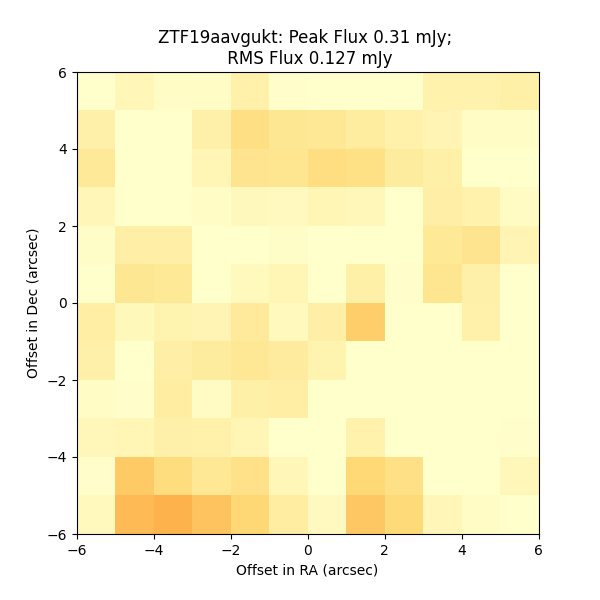 ZTF19aavgukt: Peak Flux 0.31 mJy;
RMS Flux 0.127 mJy
6
4
2
0
−2
−4
−6
Offset in Dec (arcsec)
−6 −4 −2 0 2 4 6
Offset in RA (arcsec)